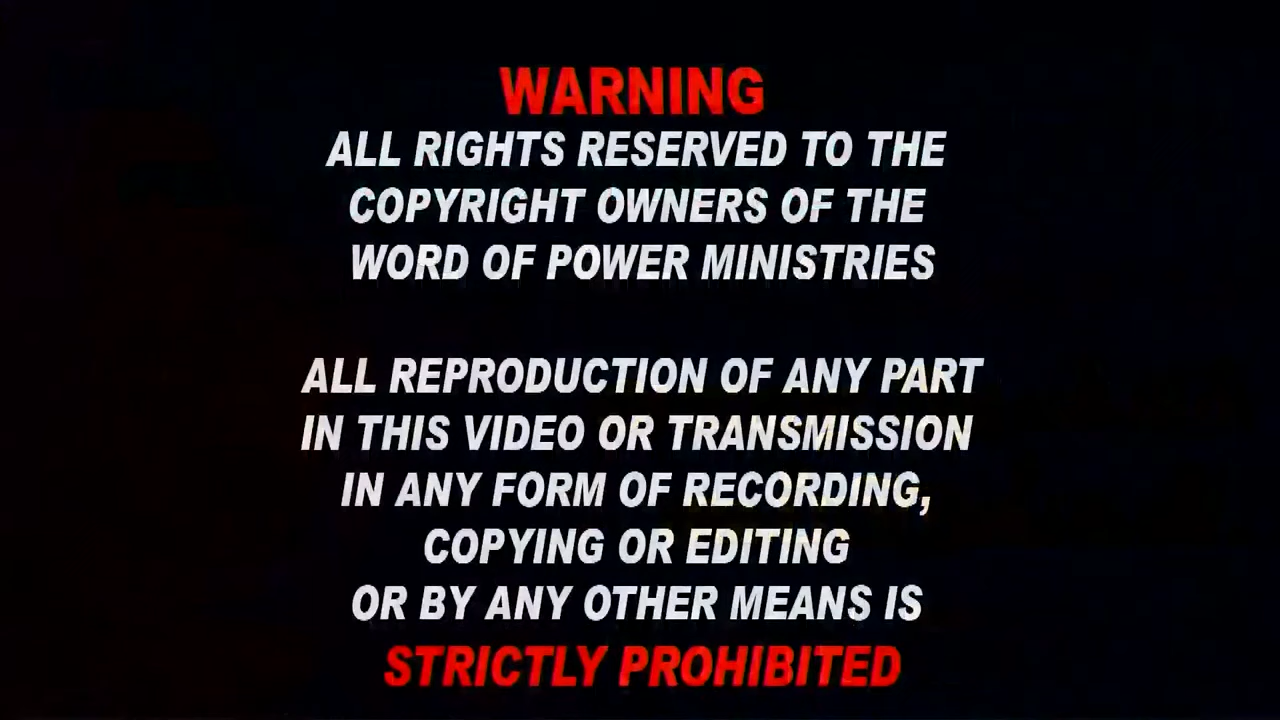 WARNING
ALL RIGHTS RESERVED TO THE
COPYRIGHT OWNERS OF THE
WORD OF POWER MINISTRIES
ALL REPRODUCTION OF ANY PART
IN THIS VIDEO OR TRANSMISSION
IN ANY FORM OF RECORDING,
COPYING OR EDITING
OR BY ANY OTHER MEANS IS
STRICTLY PROHIBITED